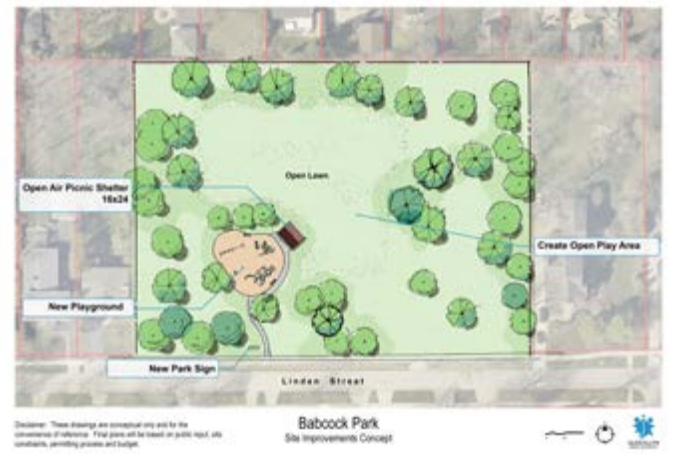 Open Lawn
Open Air Picnic Shelter
16x24
Create Open Play Area
New Playground
New Park Sign
Linden Street
Disclaimer: These drawings are conceptual only and for the
convenience of reference. Final plans will be based on public input, site
constraints, permitting process and budget.
Babcock Park
Site Improvements Concept